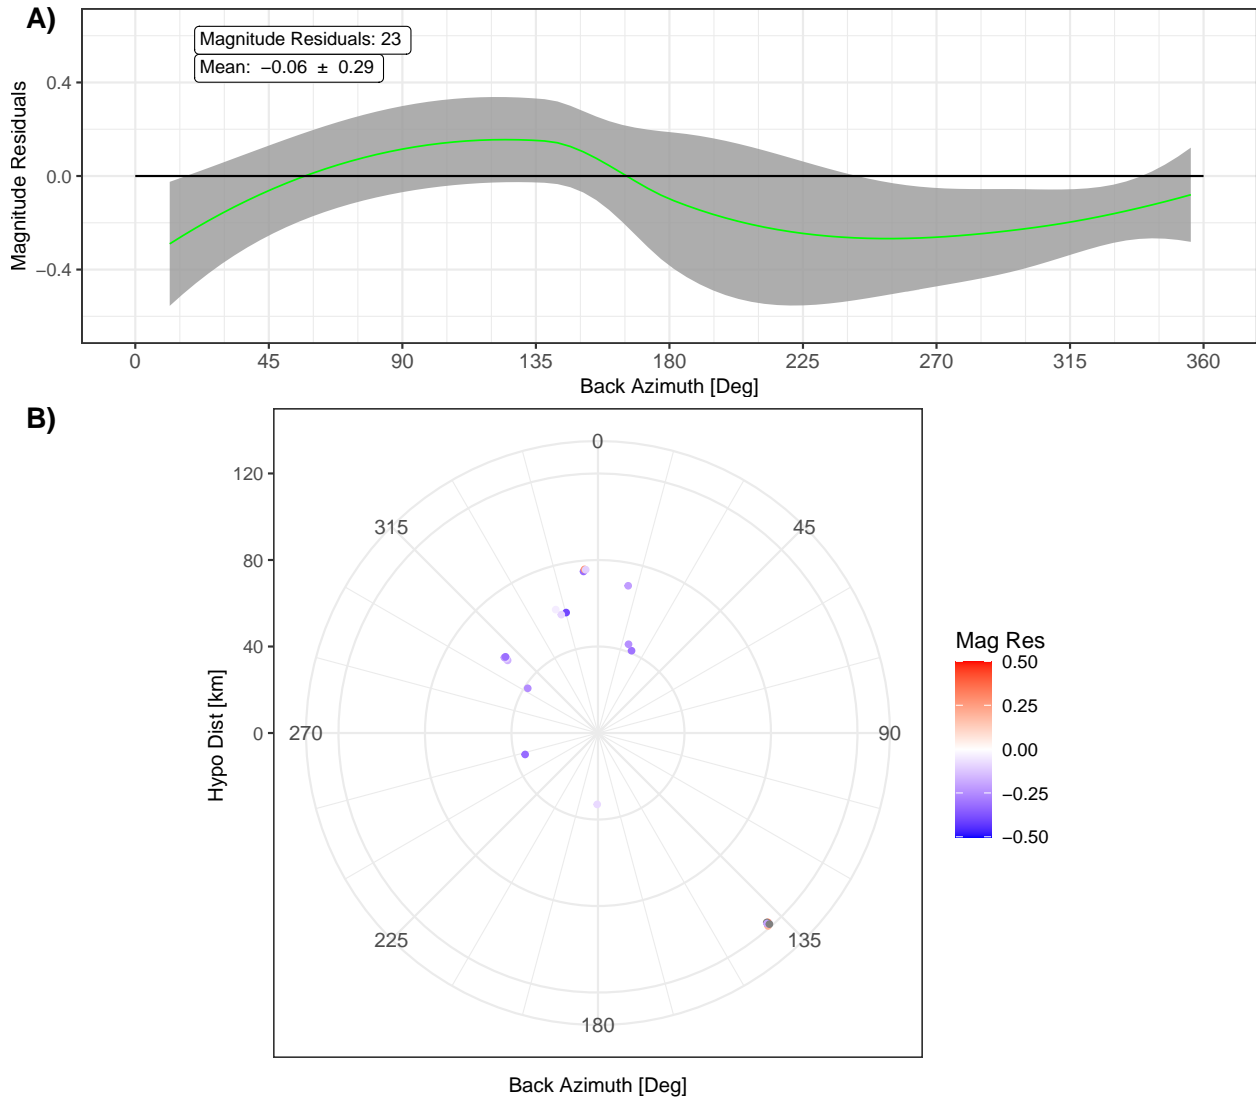 A)
Magnitude Residuals: 23
Mean:  −0.06  ±  0.29
Magnitude Residuals
0.4
0.0
−0.4
0 45 90 135 180 225 270 315 360
Back Azimuth [Deg]
B)
Hypo Dist [km]
120
80
40
0
0
45
90
135
180
225
270
315
Back Azimuth [Deg]
Mag Res
0.50
0.25
0.00
−0.25
−0.50